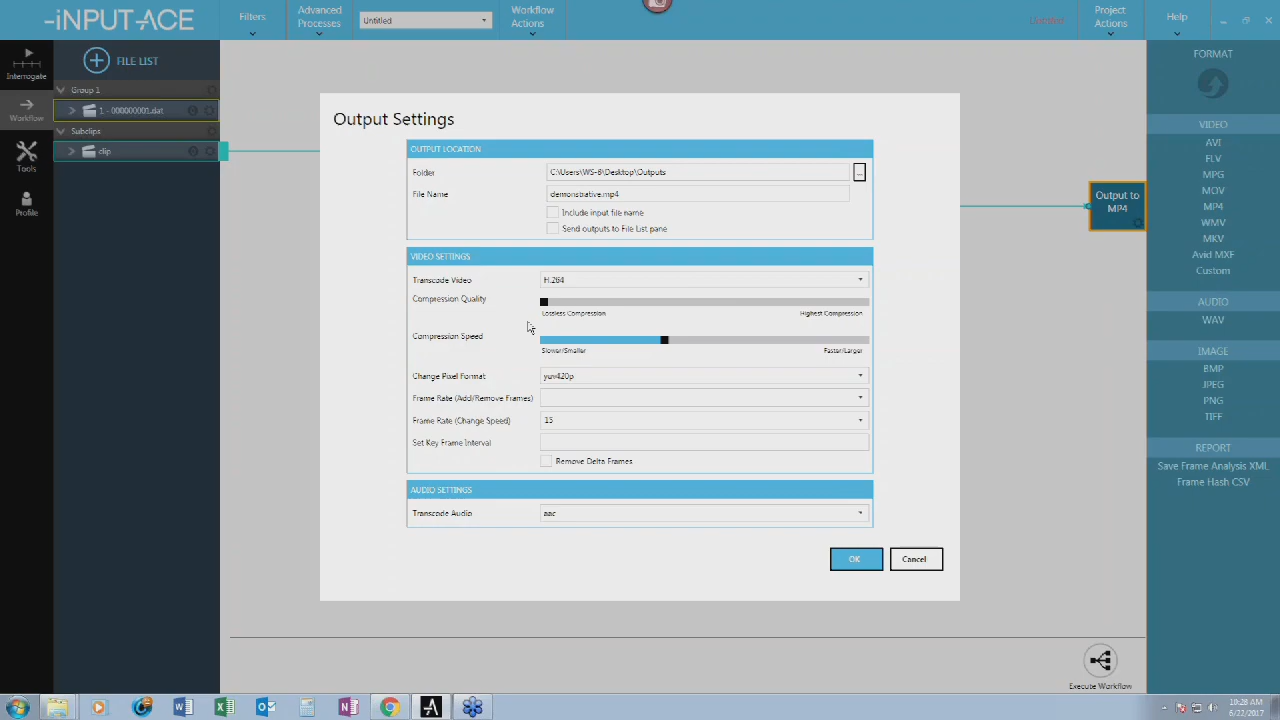 -iNPUT-ACE
Filters
Advanced
Processes
Untitled
Workflow
Actions
Untitled
Project
Actions
Help
Interrogate
Workflow
Tools
Profile
FILE LIST
Group 1
1 - 000000001.dat
Subclips
clip
Output Settings
OUTPUT LOCATION
Folder
C:\Users\WS-8\Desktop\Outputs
...
File Name
demonstrative.mp4
Include input file name
Send outputs to File List pane
VIDEO SETTINGS
Transcode Video
H.264
Compression Quality
Lossless Compression
Highest Compression
Compression Speed
Slower/Smaller
Faster/Larger
Change Pixel Format
yuv420p
Frame Rate (Add/Remove Frames)
Frame Rate (Change Speed)
15
Set Key Frame Interval
Remove Delta Frames
AUDIO SETTINGS
Transcode Audio
aac
OK
Cancel
Output to
MP4
Execute Workflow
FORMAT
VIDEO
AVI
FLV
MPG
MOV
MP4
WMV
MKV
Avid MXF
Custom
AUDIO
WAV
IMAGE
BMP
JPEG
PNG
TIFF
REPORT
Save Frame Analysis XML
Frame Hash CSV
10:28 AM
6/22/2017